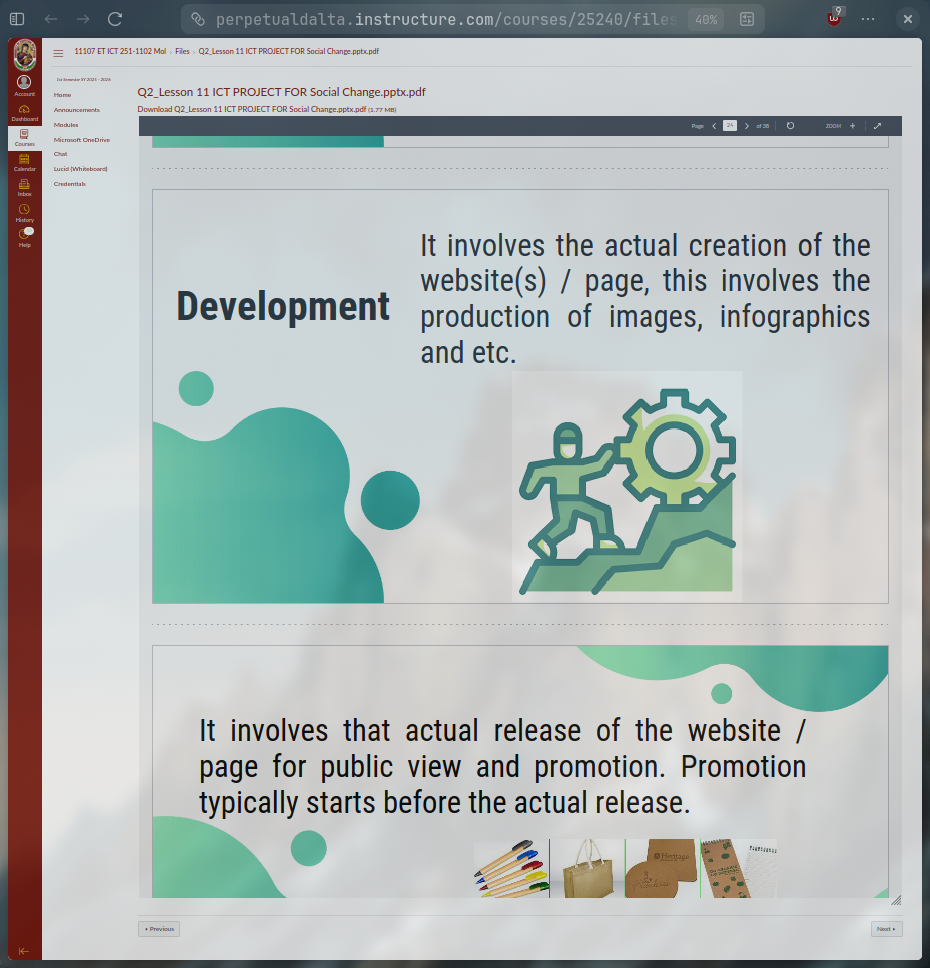 perpetualdalta.instructure.com/courses/25240/files
40%
9
11107 ET ICT 251-1102 Mol › Files › Q2_Lesson 11 ICT PROJECT FOR Social Change.pptx.pdf
1st Semester SY 2025 - 2026
Home
Announcements
Modules
Microsoft OneDrive
Chat
Lucid (Whiteboard)
Credentials
Account
Dashboard
Courses
Calendar
Inbox
History
Help
Q2_Lesson 11 ICT PROJECT FOR Social Change.pptx.pdf
Download Q2_Lesson 11 ICT PROJECT FOR Social Change.pptx.pdf (1.77 MB)
Page 24 of 38 ZOOM
Development
It involves the actual creation of the
website(s) / page, this involves the
production of images, infographics
and etc.
It involves that actual release of the website /
page for public view and promotion. Promotion
typically starts before the actual release.
Heritage
Previous
Next